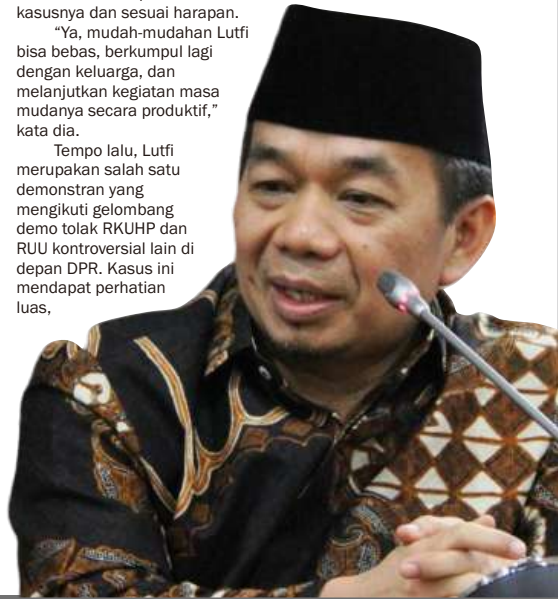 kasusnya dan sesuai harapan.
“Ya, mudah-mudahan Lutfi
bisa bebas, berkumpul lagi
dengan keluarga, dan
melanjutkan kegiatan masa
mudanya secara produktif,”
kata dia.
Tempo lalu, Lutfi
merupakan salah satu
demonstran yang
mengikuti gelombang
demo tolak RKUHP dan
RUU kontroversial lain di
depan DPR. Kasus ini
mendapat perhatian
luas,